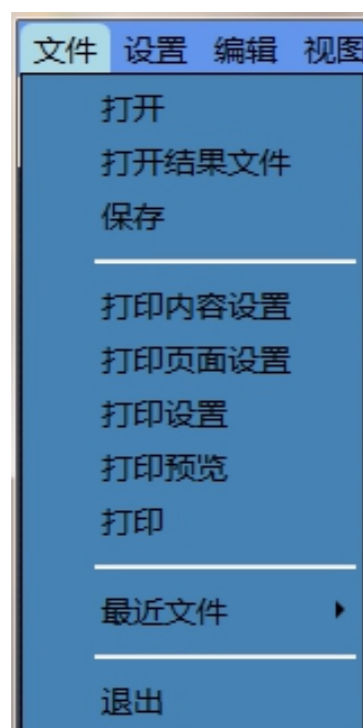 文件 设置 编辑 视图
打开
打开结果文件
保存
打印内容设置
打印页面设置
打印设置
打印预览
打印
最近文件
退出